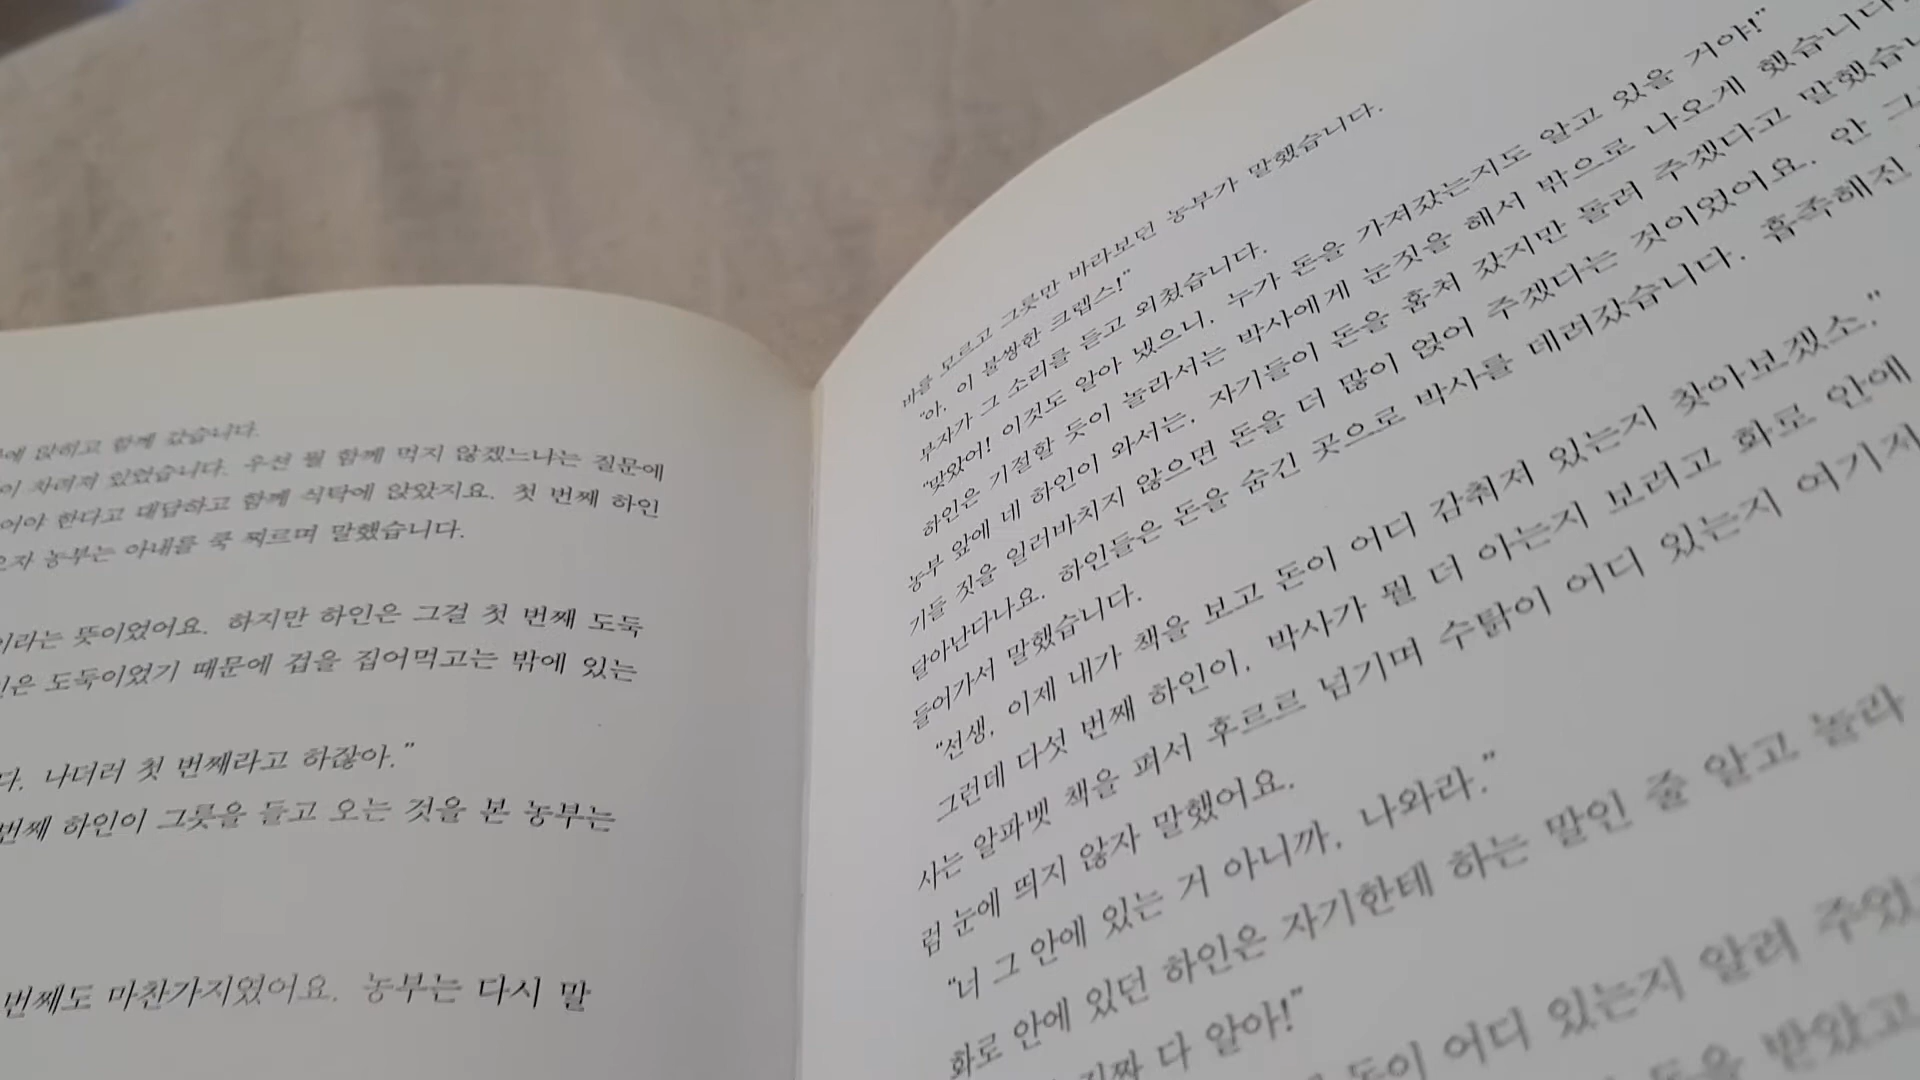 앉히고 함께 갔습니다.
차려져 있었습니다. 우선 뭘 함께 먹지 않겠느냐는 질문에
어야 한다고 대답하고 함께 식탁에 앉았지요. 첫 번째 하인
오자 농부는 아내를 쿡 찌르며 말했습니다.
이라는 뜻이었어요. 하지만 하인은 그걸 첫 번째 도둑
인은 도둑이었기 때문에 겁을 집어먹고는 밖에 있는
다. 나더러 첫 번째라고 하잖아.”
번째 하인이 그릇을 들고 오는 것을 본 농부는
번째도 마찬가지였어요. 농부는 다시 말
바를 모르고 그릇만 바라보던 농부가 말했습니다.
“아, 이 불쌍한 크렙스!”
부자가 그 소리를 듣고 외쳤습니다.
“맞았어! 이것도 알아 냈으니, 누가 돈을 가져갔는지도 알고 있을 거야!”
하인은 기절할 듯이 놀라서는 박사에게 눈짓을 해서 밖으로 나오게 했습니다.
농부 앞에 네 하인이 와서는, 자기들이 돈을 훔쳐 갔지만 돌려 주겠다고 말했습니
기들 짓을 일러바치지 않으면 돈을 더 많이 얹어 주겠다는 것이었어요. 안 그
달아난다나요. 하인들은 돈을 숨긴 곳으로 박사를 데려갔습니다. 흡족해진
들어가서 말했습니다.
“선생, 이제 내가 책을 보고 돈이 어디 감춰져 있는지 찾아보겠소.”
그런데 다섯 번째 하인이, 박사가 뭘 더 아는지 보려고 화로 안에
사는 알파벳 책을 펴서 후르르 넘기며 수탉이 어디 있는지 여기저
럼 눈에 띄지 않자 말했어요.
“너 그 안에 있는 거 아니까, 나와라.”
화로 안에 있던 하인은 자기한테 하는 말인 줄 알고 놀라
진짜 다 알아!”
돈이 어디 있는지 알려 주었
돈을 받았고